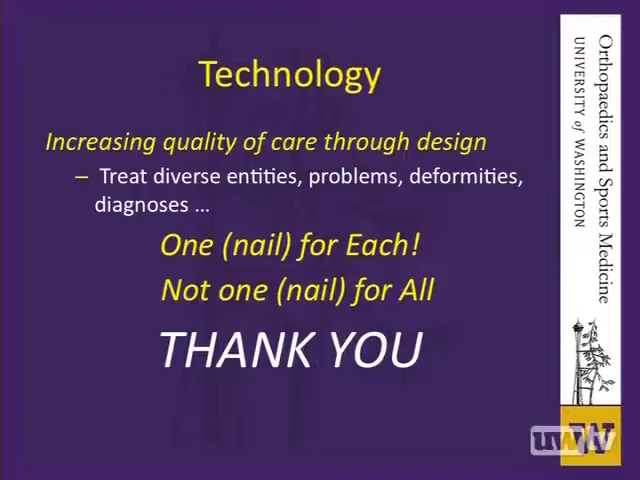 Technology
Increasing quality of care through design
– Treat diverse entities, problems, deformities,
diagnoses ...
One (nail) for Each!
Not one (nail) for All
THANK YOU
Orthopaedics and Sports Medicine
UNIVERSITY of WASHINGTON
uwtv
W